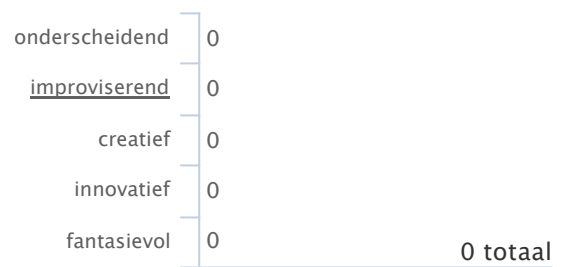 onderscheidend 0
improviserend 0
creatief 0
innovatief 0
fantasievol 0
0 totaal